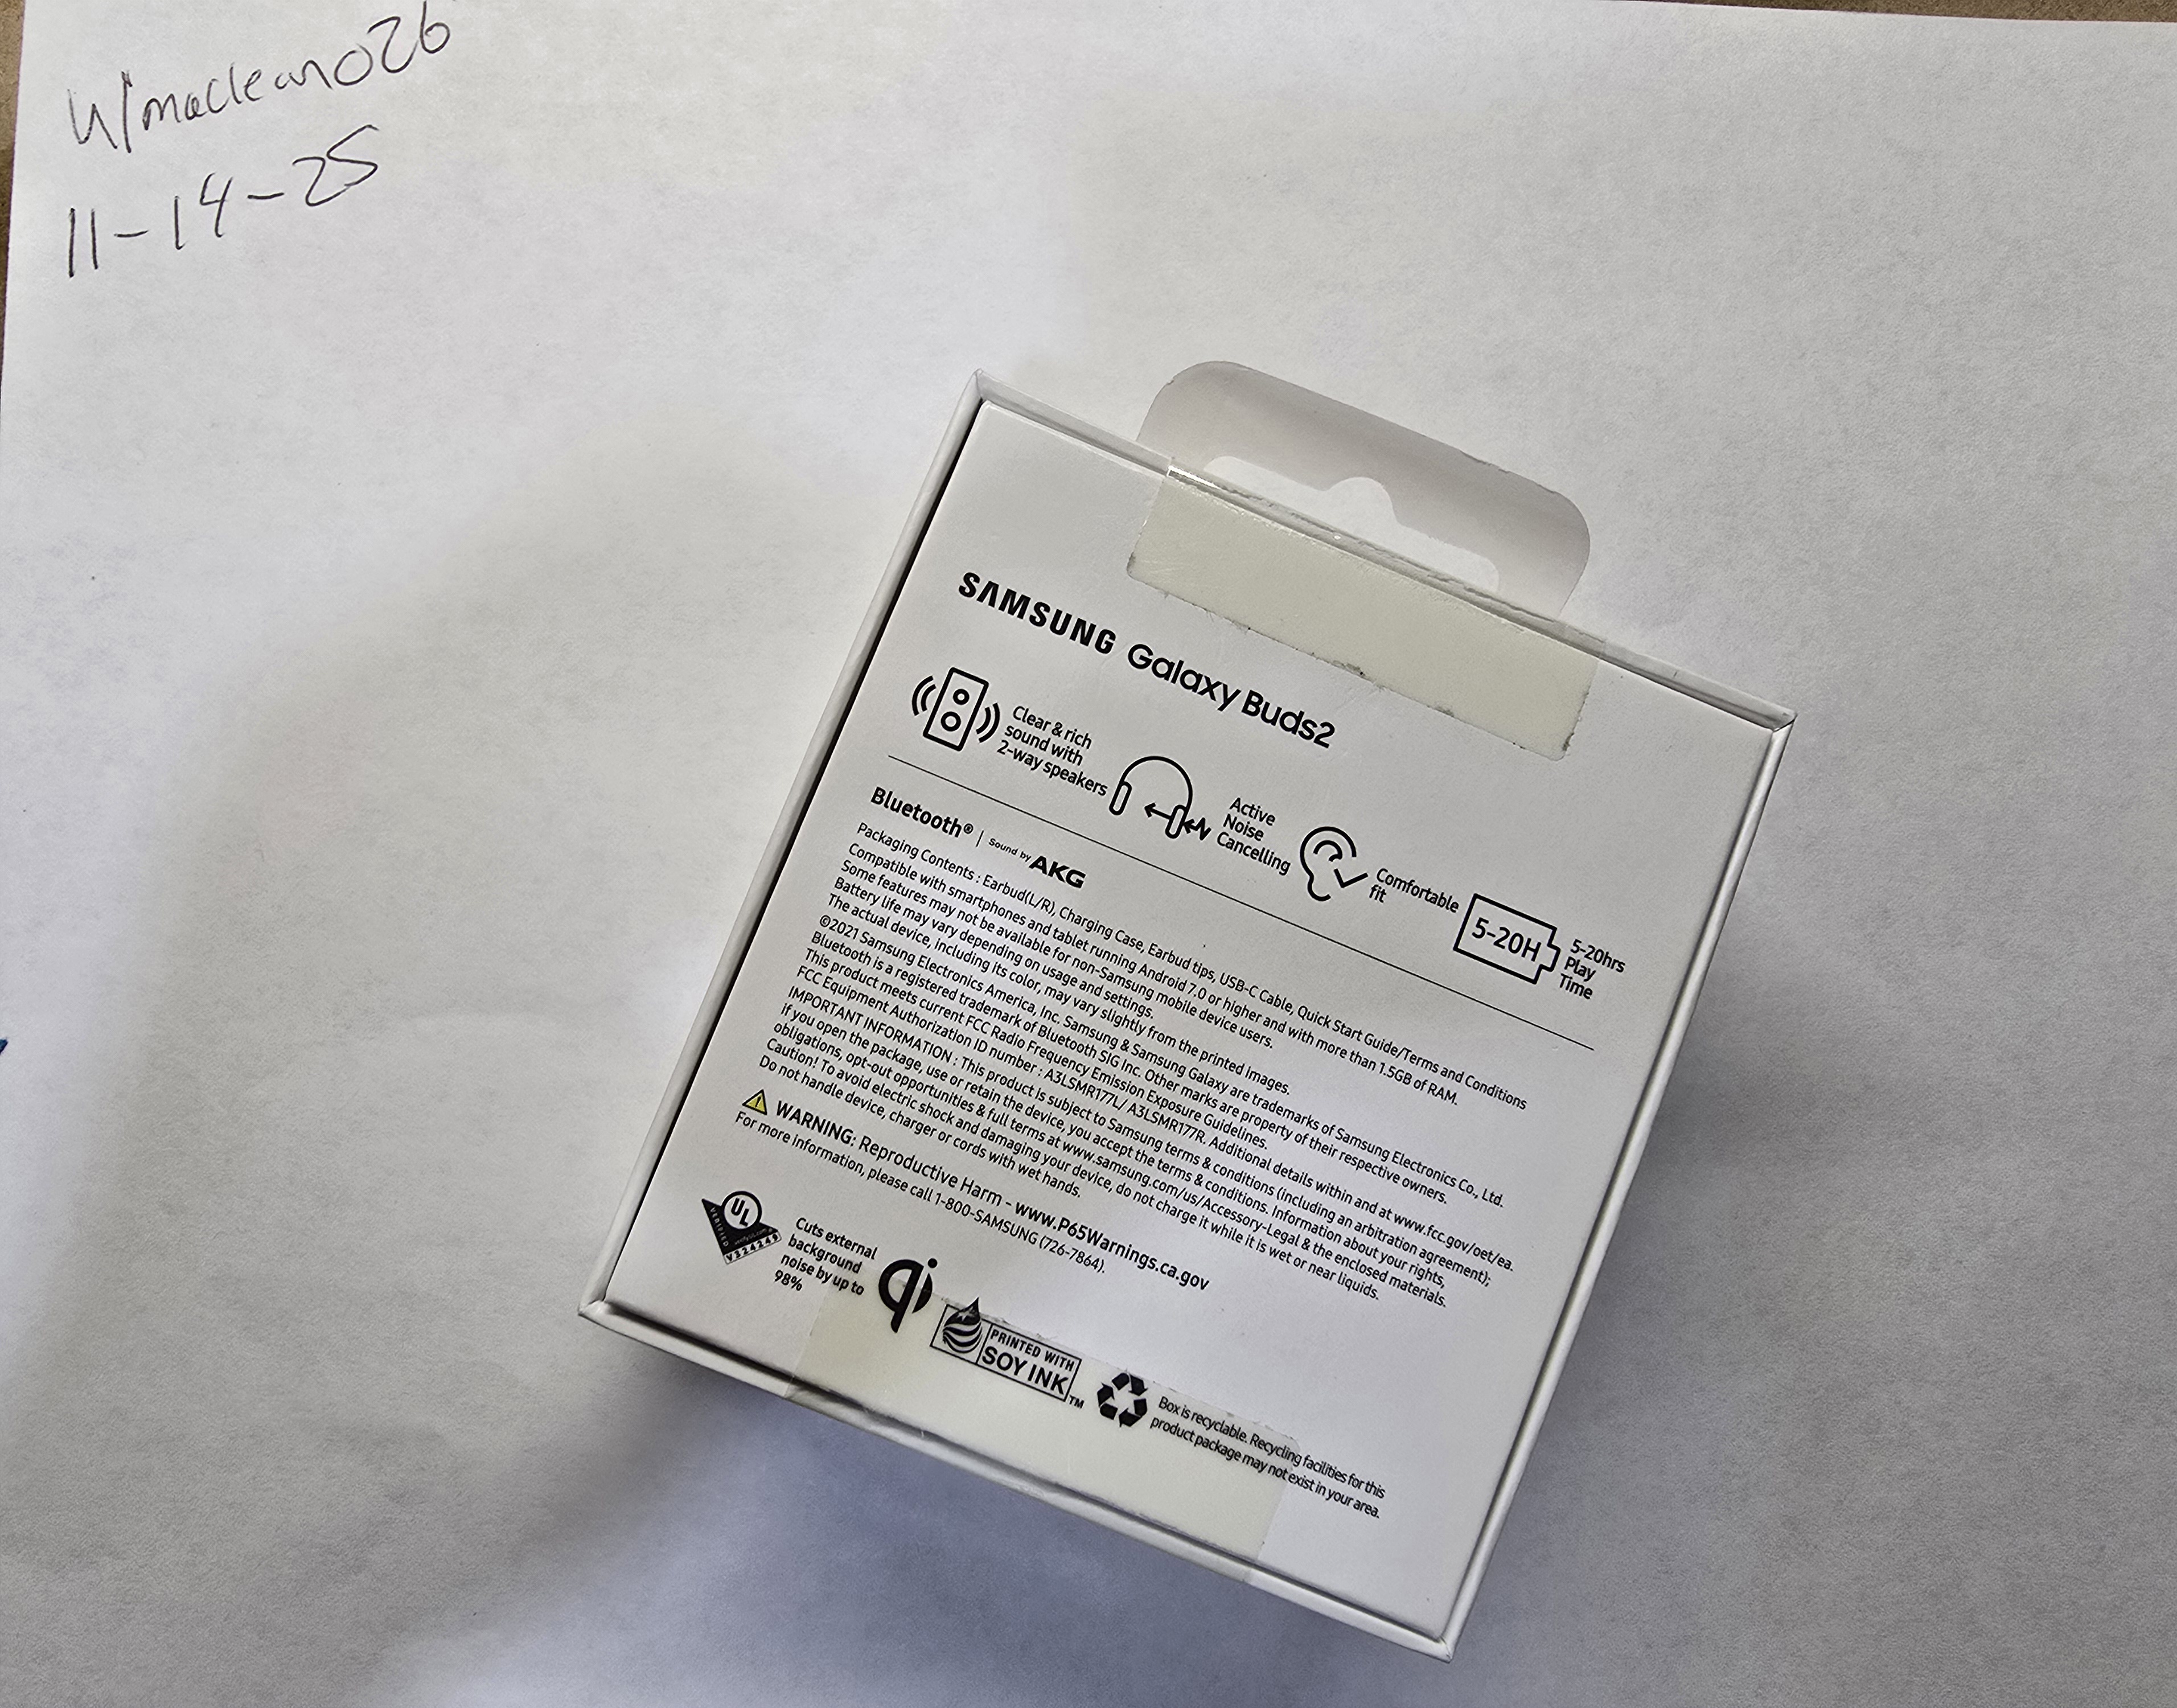 u/maclean026
11-14-25
SAMSUNG Galaxy Buds2
Clear & rich
sound with
2-way speakers
Active
Noise
Cancelling
Comfortable
fit
5-20H
5-20hrs
Play
Time
Bluetooth® | Sound by AKG
Packaging Contents : Earbud(L/R), Charging Case, Earbud tips, USB-C Cable, Quick Start Guide/Terms and Conditions
Compatible with smartphones and tablet running Android 7.0 or higher and with more than 1.5GB of RAM.
Some features may not be available for non-Samsung mobile device users.
Battery life may vary depending on usage and settings.
The actual device, including its color, may vary slightly from the printed images.
©2021 Samsung Electronics America, Inc. Samsung & Samsung Galaxy are trademarks of Samsung Electronics Co., Ltd.
Bluetooth is a registered trademark of Bluetooth SIG Inc. Other marks are property of their respective owners.
This product meets current FCC Radio Frequency Emission Exposure Guidelines.
FCC Equipment Authorization ID number : A3LSMR177L/ A3LSMR177R. Additional details within and at www.fcc.gov/oet/ea.
IMPORTANT INFORMATION : This product is subject to Samsung terms & conditions (including an arbitration agreement);
if you open the package, use or retain the device, you accept the terms & conditions. Information about your rights,
obligations, opt-out opportunities & full terms at www.samsung.com/us/Accessory-Legal & the enclosed materials.
Caution! To avoid electric shock and damaging your device, do not charge it while it is wet or near liquids.
Do not handle device, charger or cords with wet hands.
WARNING: Reproductive Harm - www.P65Warnings.ca.gov
For more information, please call 1-800-SAMSUNG (726-7864).
UL
VERIFIED
V324249
Cuts external
background
noise by up to
98%
qi
PRINTED WITH
SOY INK™
Box is recyclable. Recycling facilities for this
product package may not exist in your area.